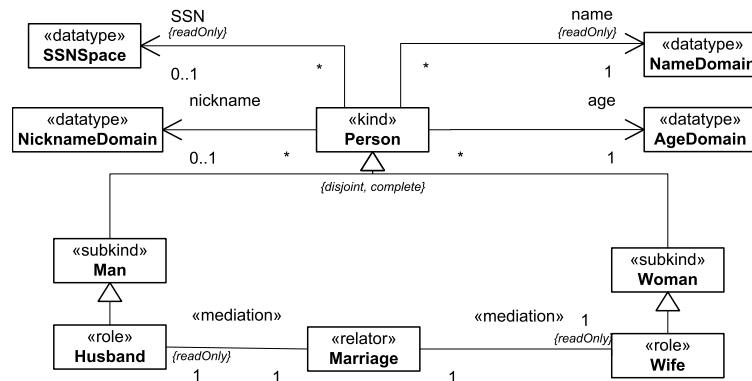 SSN
{readOnly}
name
{readOnly}
«datatype»
SSNSpace
«datatype»
NameDomain
0..1
*
*
1
nickname
age
«datatype»
NicknameDomain
«kind»
Person
«datatype»
AgeDomain
0..1
*
*
1
{disjoint, complete}
«subkind»
Man
«subkind»
Woman
«mediation»
«mediation»
1
{readOnly}
«role»
Husband
{readOnly}
«relator»
Marriage
«role»
Wife
1
1
1